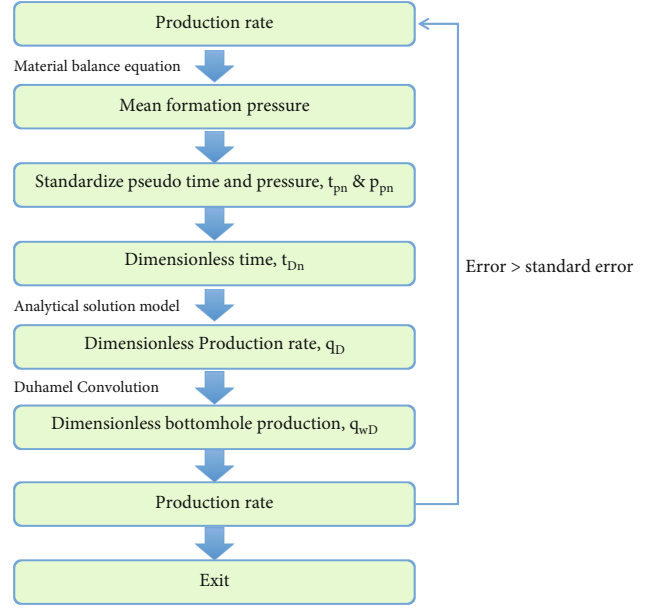 Production rate
Material balance equation
Mean formation pressure
Standardize pseudo time and pressure, tpn & ppn
Dimensionless time, tDn
Error > standard error
Analytical solution model
Dimensionless Production rate, qD
Duhamel Convolution
Dimensionless bottomhole production, qwD
Production rate
Exit